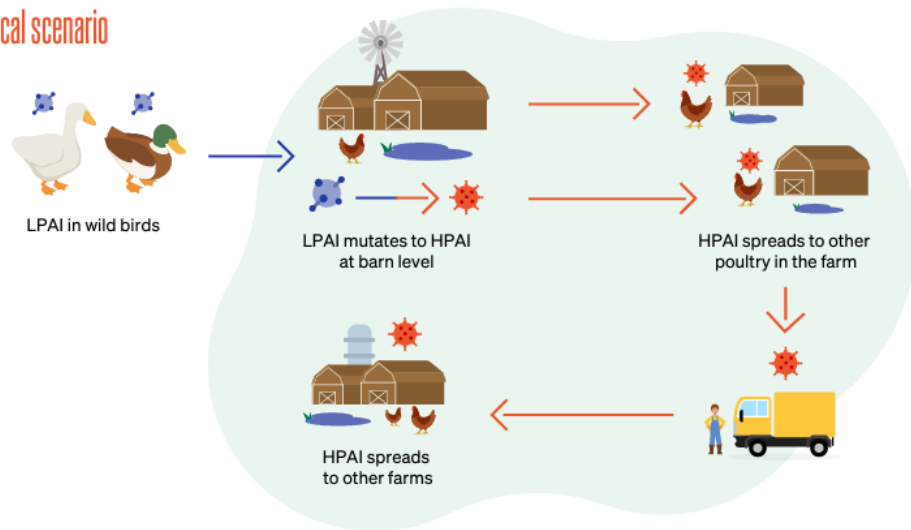 cal scenario
LPAI in wild birds
LPAI mutates to HPAI
at barn level
HPAI spreads to other
poultry in the farm
HPAI spreads
to other farms